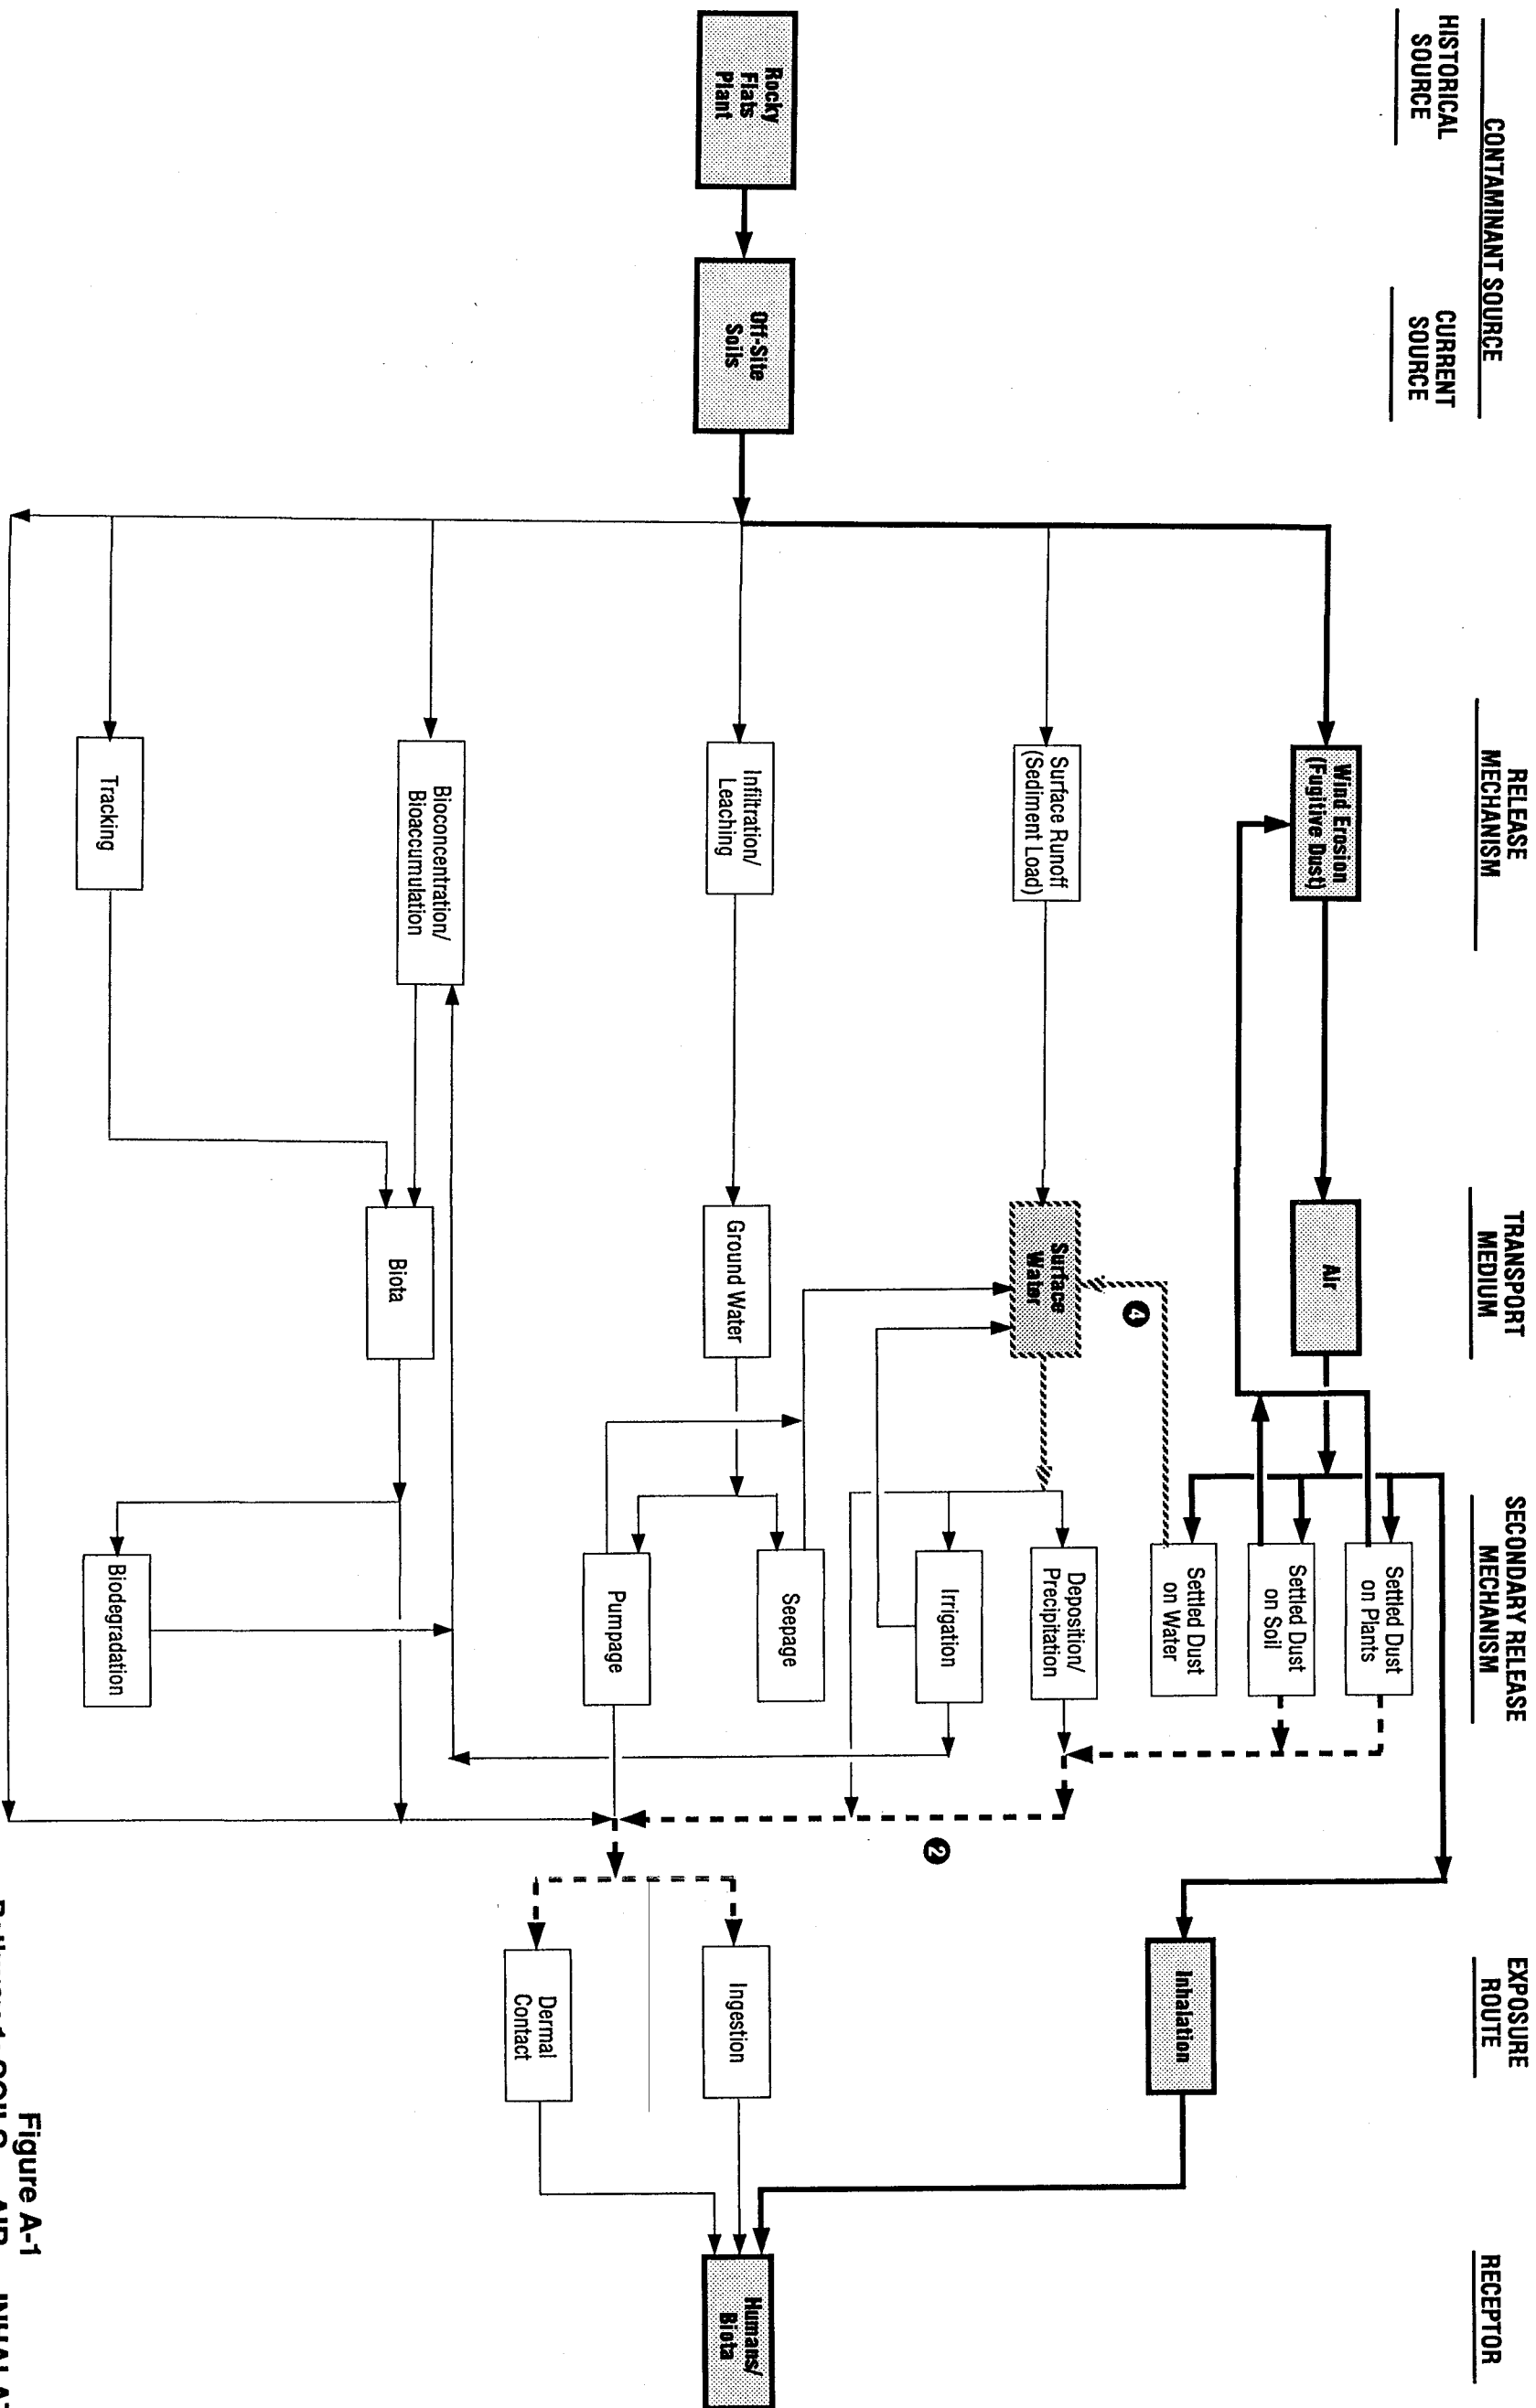 CONTAMINANT SOURCE
HISTORICAL
SOURCE
CURRENT
SOURCE
RELEASE
MECHANISM
TRANSPORT
MEDIUM
SECONDARY RELEASE
MECHANISM
EXPOSURE
ROUTE
RECEPTOR
Rocky
Flats
Plant
Off-Site
Soils
Wind Erosion
(Fugitive Dust)
Surface Runoff
(Sediment Load)
Infiltration/
Leaching
Bioconcentration/
Bioaccumulation
Tracking
Air
Surface
Water
Ground Water
Biota
4
Settled Dust
on Plants
Settled Dust
on Soil
Settled Dust
on Water
Deposition/
Precipitation
Irrigation
Seepage
Pumpage
Biodegradation
2
Inhalation
Ingestion
Dermal
Contact
Humans/
Biota
Figure A-1